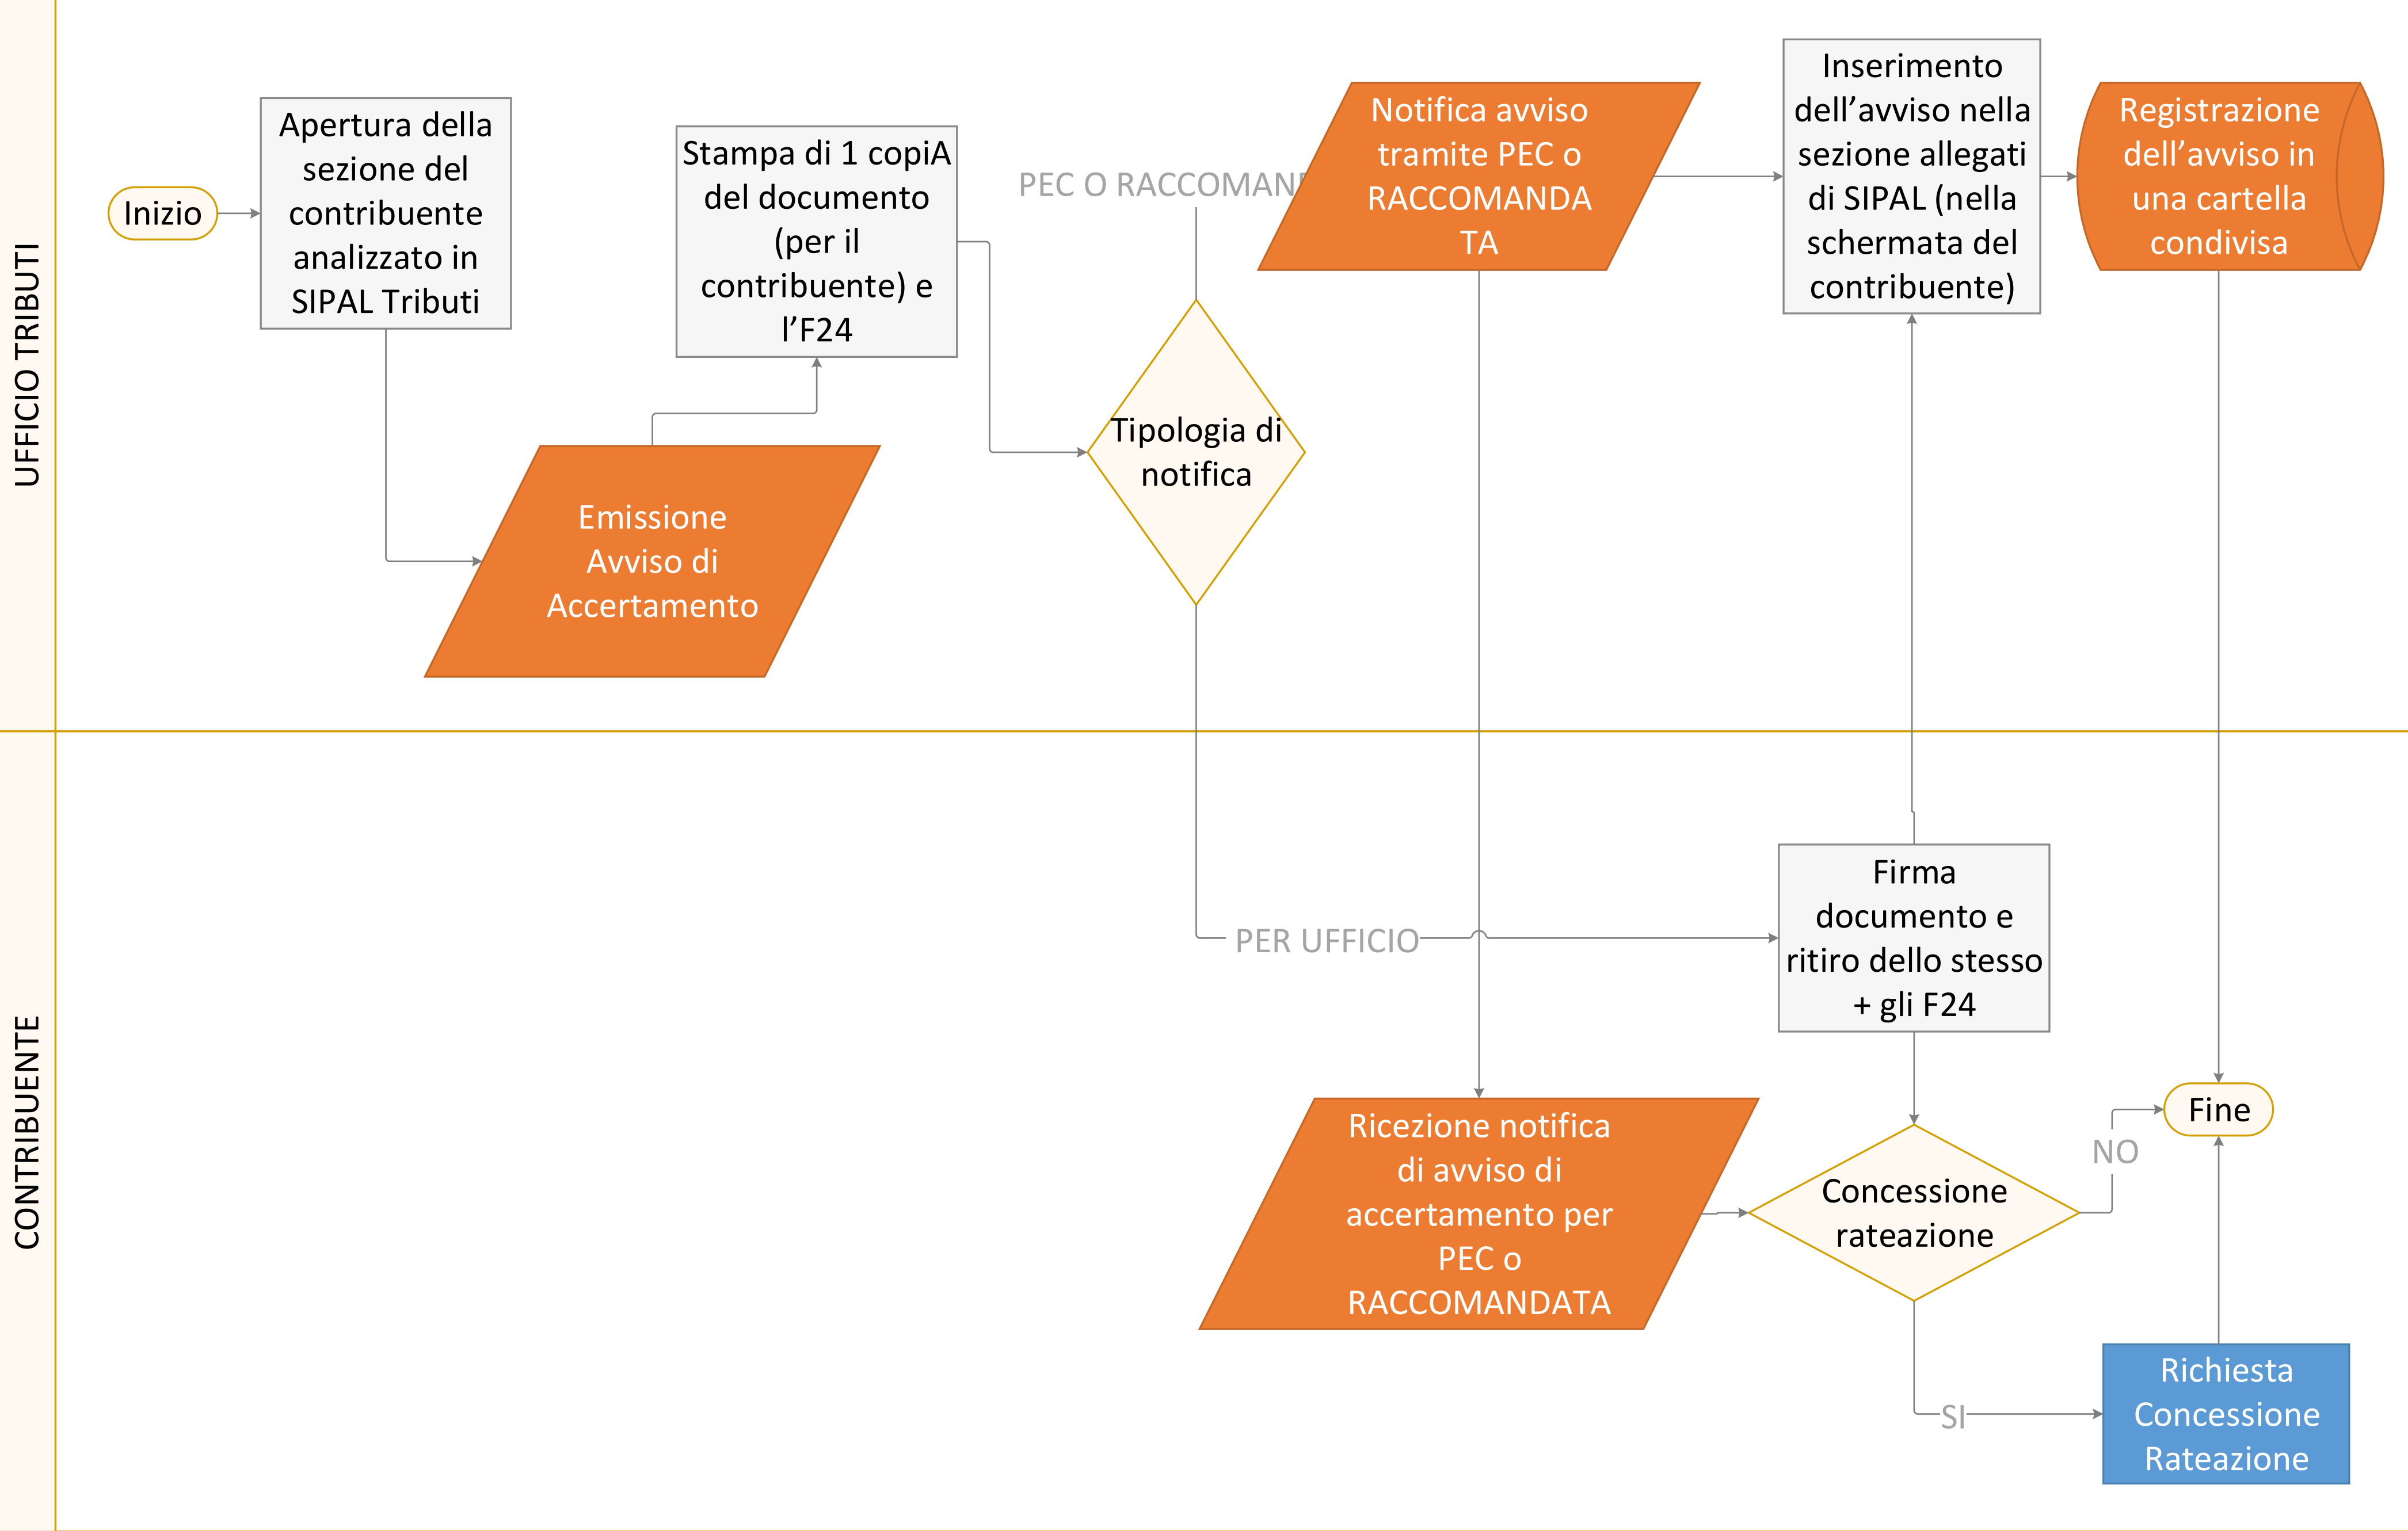 UFFICIO TRIBUTI
Inizio
Apertura della
sezione del
contribuente
analizzato in
SIPAL Tributi
Emissione
Avviso di
Accertamento
Stampa di 1 copiA
del documento
(per il
contribuente) e
l'F24
PEC O RACCOMAN
Tipologia di
notifica
Notifica avviso
tramite PEC o
RACCOMANDA
TA
Inserimento
dell'avviso nella
sezione allegati
di SIPAL (nella
schermata del
contribuente)
Registrazione
dell'avviso in
una cartella
condivisa
CONTRIBUENTE
PER UFFICIO
Firma
documento e
ritiro dello stesso
+ gli F24
Ricezione notifica
di avviso di
accertamento per
PEC o
RACCOMANDATA
Concessione
rateazione
NO
Fine
SI
Richiesta
Concessione
Rateazione